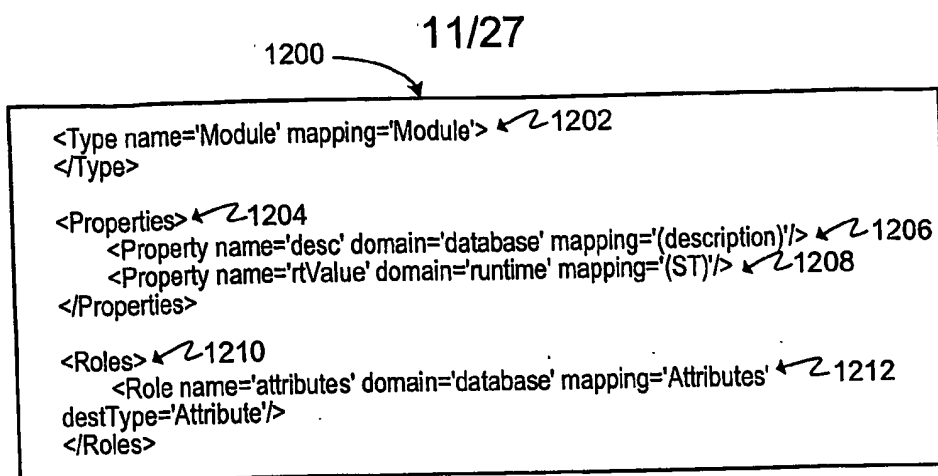 11/27
1200
<Type name='Module' mapping='Module'> 1202
</Type>
<Properties> 1204
<Property name='desc' domain='database' mapping='(description)'/> 1206
<Property name='rtValue' domain='runtime' mapping='(ST)'/> 1208
</Properties>
<Roles> 1210
<Role name='attributes' domain='database' mapping='Attributes' 1212
destType='Attribute'/>
</Roles>